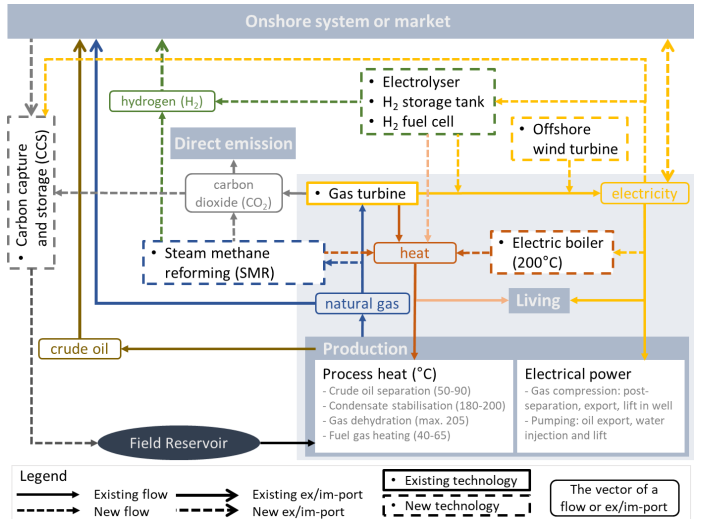 Onshore system or market
• Electrolyser
• H₂ storage tank
• H₂ fuel cell
hydrogen (H₂)
• Offshore
wind turbine
Direct emission
• Carbon capture
and storage (CCS)
carbon
dioxide (CO₂)
• Gas turbine
electricity
• Steam methane
reforming (SMR)
heat
• Electric boiler
(200°C)
natural gas
Living
crude oil
Production
Process heat (°C)
- Crude oil separation (50-90)
- Condensate stabilisation (180-200)
- Gas dehydration (max. 205)
- Fuel gas heating (40-65)
Electrical power
- Gas compression: post-
separation, export, lift in well
- Pumping: oil export, water
injection and lift
Field Reservoir
Legend
Existing flow
New flow
Existing ex/im-port
New ex/im-port
• Existing technology
• New technology
The vector of a
flow or ex/im-port